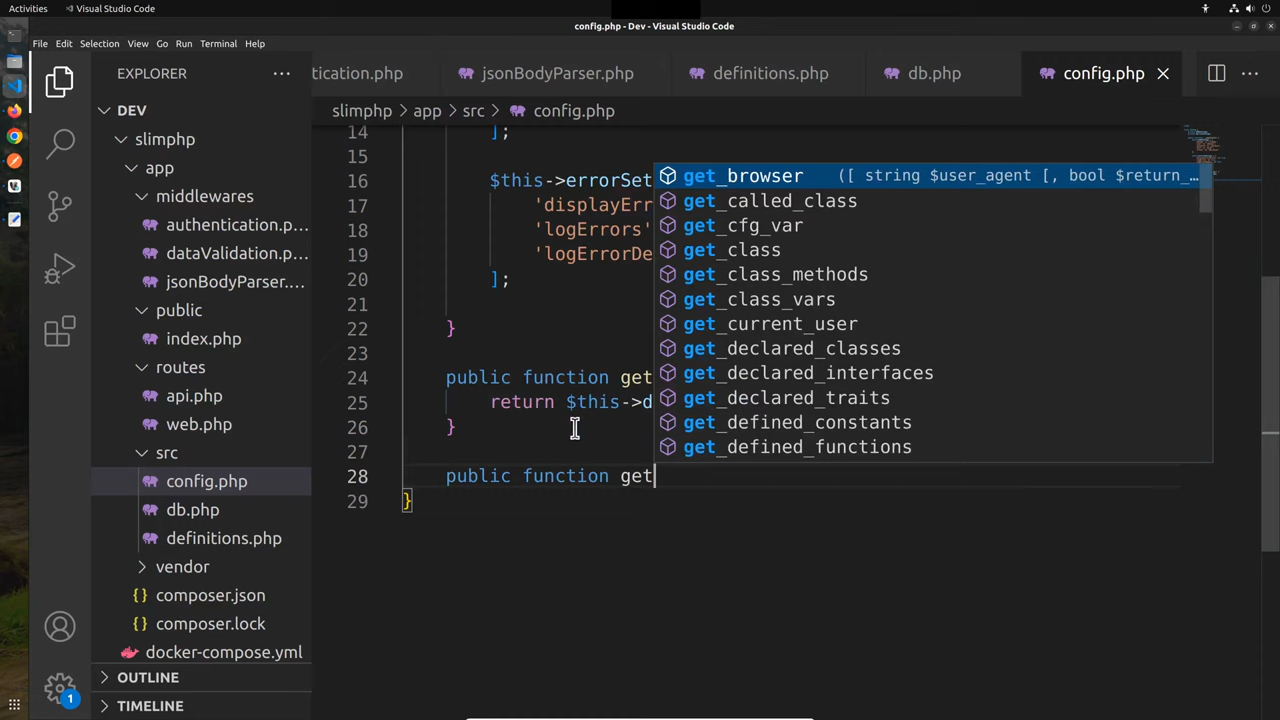 Activities
Visual Studio Code
config.php - Dev - Visual Studio Code
File Edit Selection View Go Run Terminal Help
EXPLORER
DEV
slimphp
app
middlewares
authentication.p...
dataValidation.p...
jsonBodyParser....
public
index.php
routes
api.php
web.php
src
config.php
db.php
definitions.php
vendor
composer.json
composer.lock
docker-compose.yml
OUTLINE
TIMELINE
1
tication.php jsonBodyParser.php definitions.php db.php config.php
slimphp > app > src > config.php
14 ];
15
16 $this->errorSet
17 'displayErr
18 'logErrors'
19 'logErrorDe
20 ];
21
22 }
23
24 public function get
25 return $this->d
26 }
27
28 public function get
29 }
get_browser ([ string $user_agent [, bool $return_...
get_called_class
get_cfg_var
get_class
get_class_methods
get_class_vars
get_current_user
get_declared_classes
get_declared_interfaces
get_declared_traits
get_defined_constants
get_defined_functions